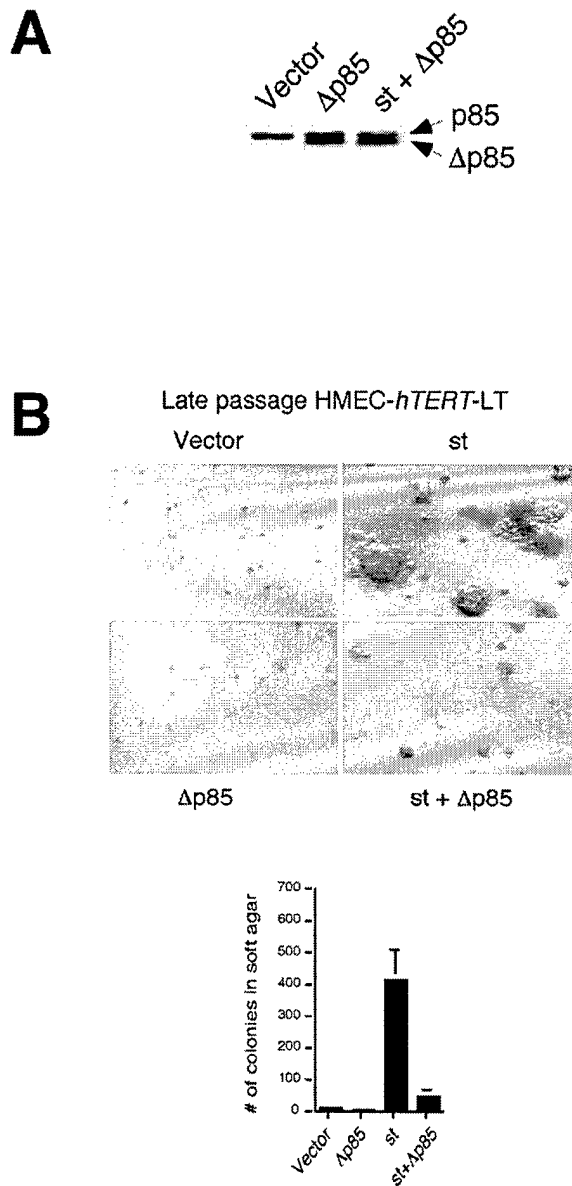 A
Vector
Δp85
st + Δp85
p85
Δp85
B
Late passage HMEC-hTERT-LT
Vector
st
Δp85
st + Δp85
# of colonies in soft agar
700
600
500
400
300
200
100
0
Vector
Δp85
st
st+Δp85